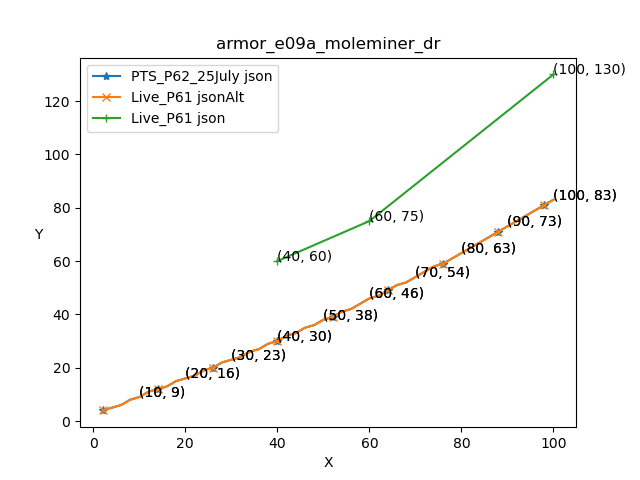 armor_e09a_moleminer_dr
PTS_P62_25July json
Live_P61 jsonAlt
Live_P61 json
(100, 130)
(60, 75)
(40, 60)
(100, 83)
(90, 73)
(80, 63)
(70, 54)
(60, 46)
(50, 38)
(40, 30)
(30, 23)
(20, 16)
(10, 9)
Y
120
100
80
60
40
20
0
0 20 40 60 80 100
X